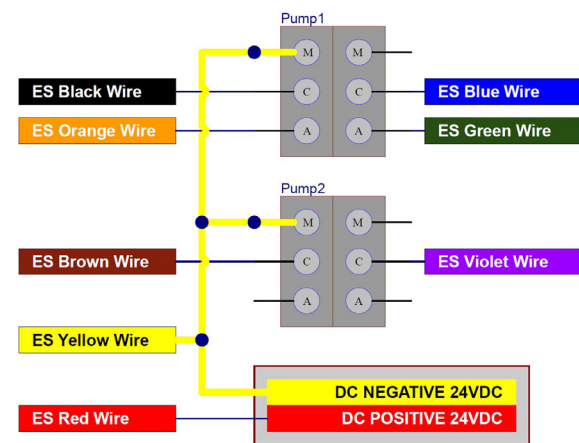 Pump1
M M
ES Black Wire C C ES Blue Wire
ES Orange Wire A A ES Green Wire
Pump2
M M
ES Brown Wire C C ES Violet Wire
A A
ES Yellow Wire
DC NEGATIVE 24VDC
ES Red Wire DC POSITIVE 24VDC